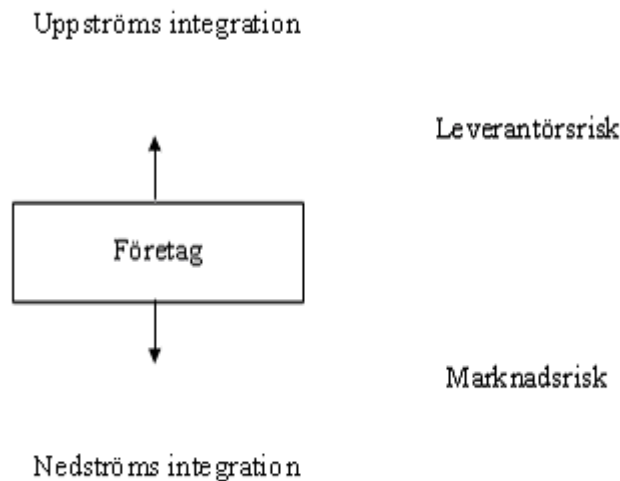 Uppströms integration
Leverantörsrisk
Företag
Marknadsrisk
Nedströms integration